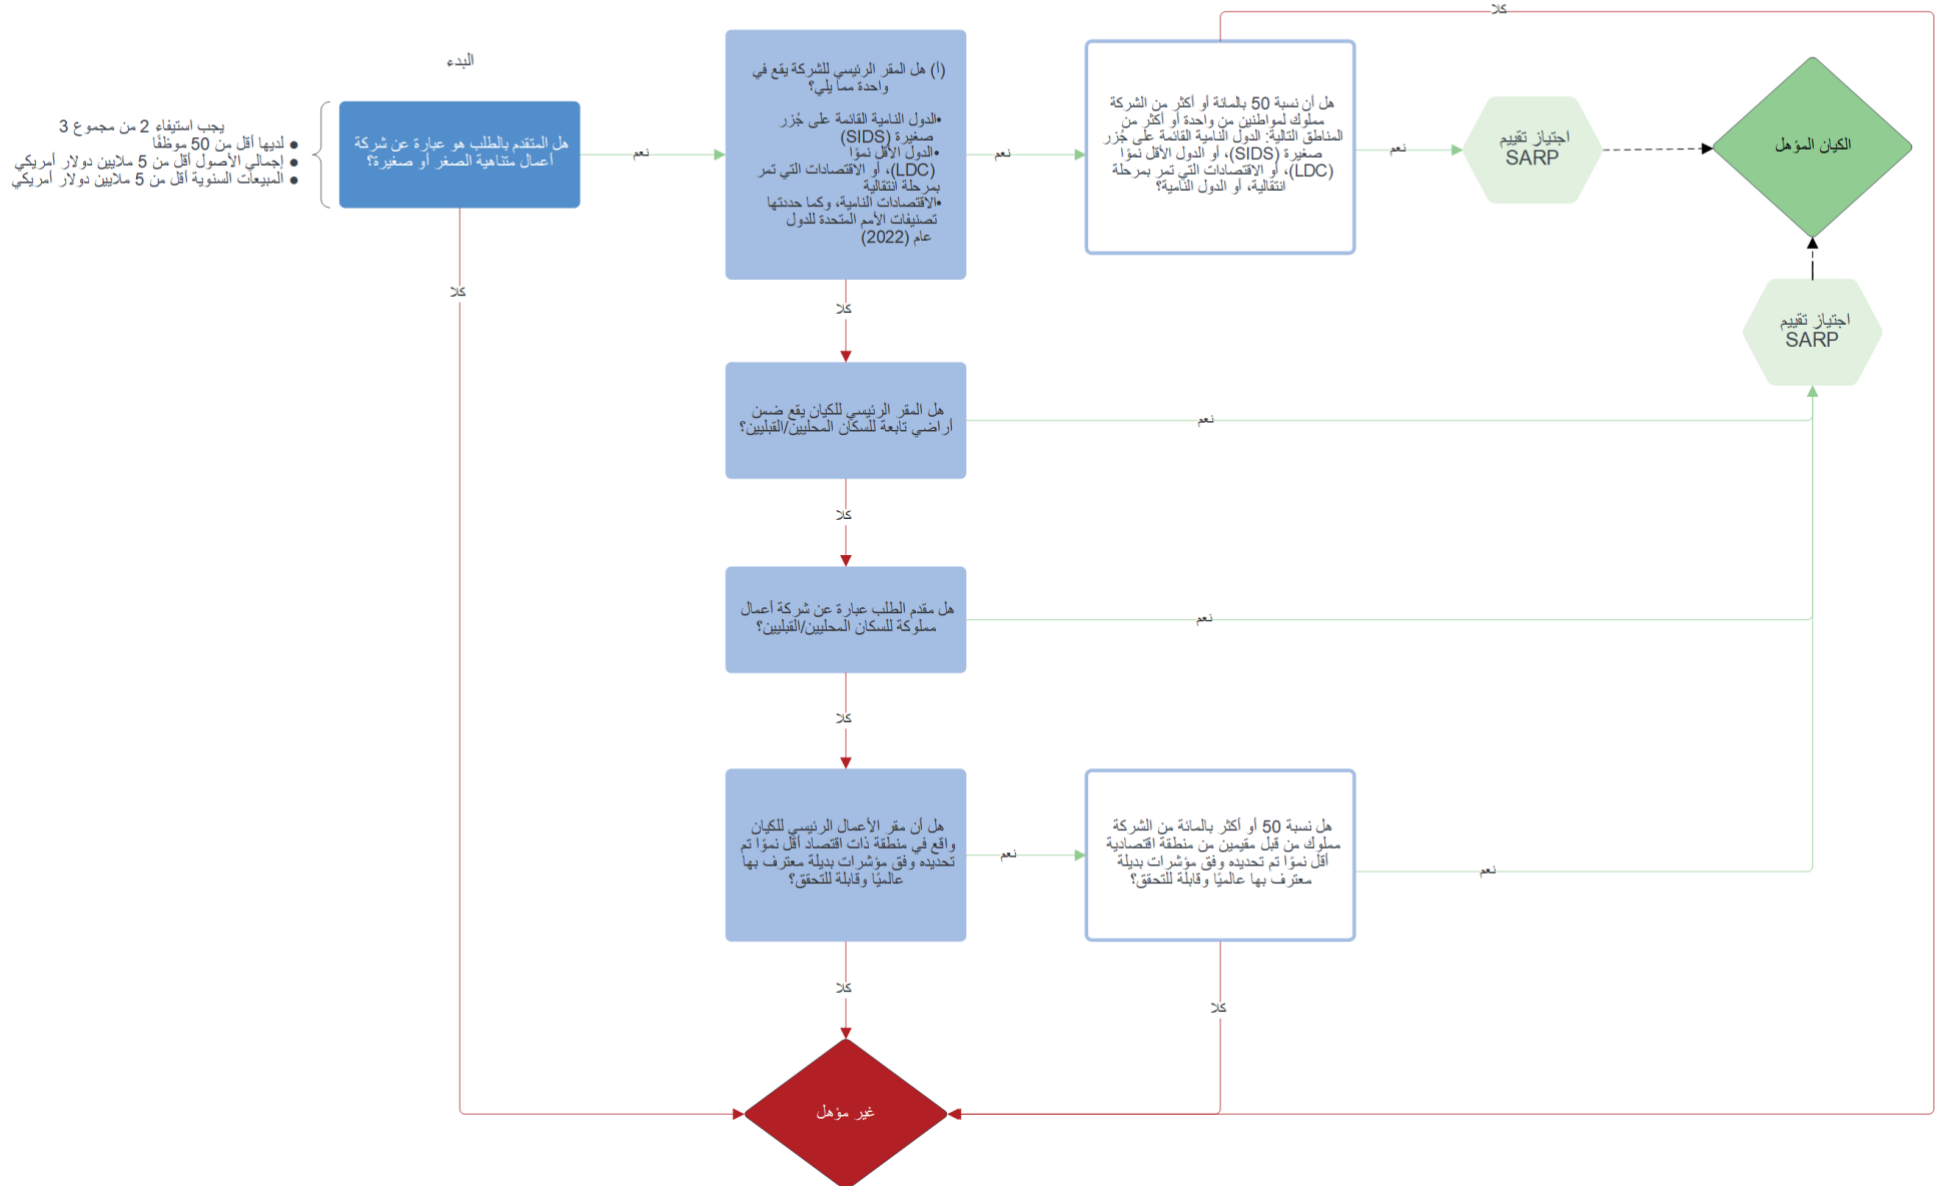 البدء
هل المتقدم بالطلب هو عبارة عن شركة
أعمال متناهية الصغر أو صغيرة؟
يجب استيفاء 2 من مجموع 3
● لديها أقل من 50 موظفًا
● إجمالي الأصول أقل من 5 ملايين دولار أمريكي
● المبيعات السنوية أقل من 5 ملايين دولار أمريكي
نعم
كلا
(أ) هل المقر الرئيسي للشركة يقع في
واحدة مما يلي؟
•الدول النامية القائمة على جُزر
صغيرة (SIDS)
•الدول الأقل نموًا
(LDC)، أو الاقتصادات التي تمر
بمرحلة انتقالية
•الاقتصادات النامية، وكما حددتها
تصنيفات الأمم المتحدة للدول
عام (2022)
نعم
كلا
هل أن نسبة 50 بالمائة أو أكثر من الشركة
مملوك لمواطنين من واحدة أو أكثر من
المناطق التالية: الدول النامية القائمة على جُزر
صغيرة (SIDS)، أو الدول الأقل نموًا
(LDC)، أو الاقتصادات التي تمر بمرحلة
انتقالية، أو الدول النامية؟
كلا
نعم
اجتياز تقييم
SARP
الكيان المؤهل
اجتياز تقييم
SARP
هل المقر الرئيسي للكيان يقع ضمن
أراضي تابعة للسكان المحليين/القبليين؟
نعم
كلا
هل مقدم الطلب عبارة عن شركة أعمال
مملوكة للسكان المحليين/القبليين؟
نعم
كلا
هل أن مقر الأعمال الرئيسي للكيان
واقع في منطقة ذات اقتصاد أقل نموًا تم
تحديده وفق مؤشرات بديلة معترف بها
عالميًا وقابلة للتحقق؟
نعم
كلا
هل نسبة 50 أو أكثر بالمائة من الشركة
مملوك من قبل مقيمين من منطقة اقتصادية
أقل نموًا تم تحديده وفق مؤشرات بديلة
معترف بها عالميًا وقابلة للتحقق؟
نعم
كلا
غير مؤهل